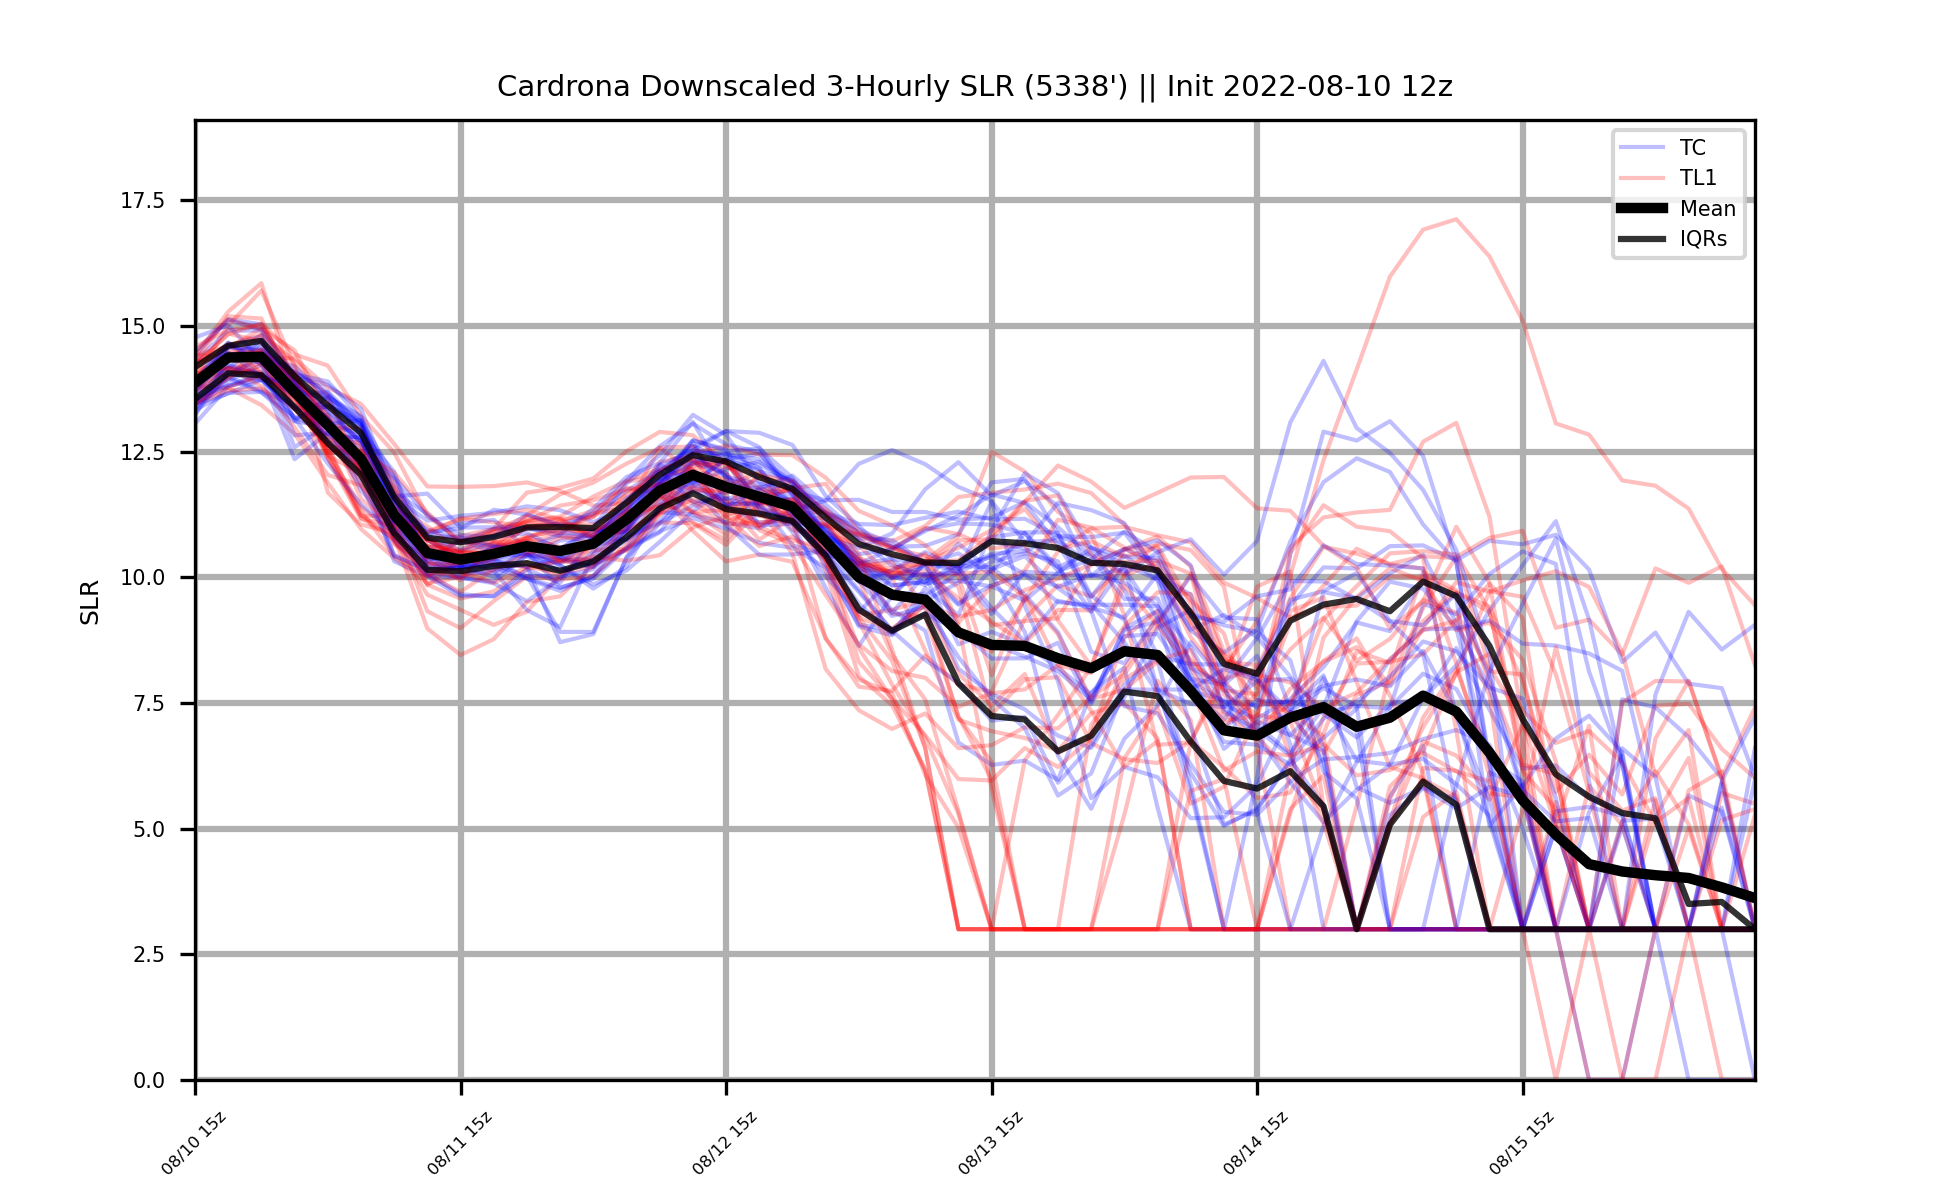 Cardrona Downscaled 3-Hourly SLR (5338') || Init 2022-08-10 12z
TC
TL1
Mean
IQRs
17.5
15.0
12.5
10.0
7.5
5.0
2.5
0.0
SLR
08/10 15z
08/11 15z
08/12 15z
08/13 15z
08/14 15z
08/15 15z